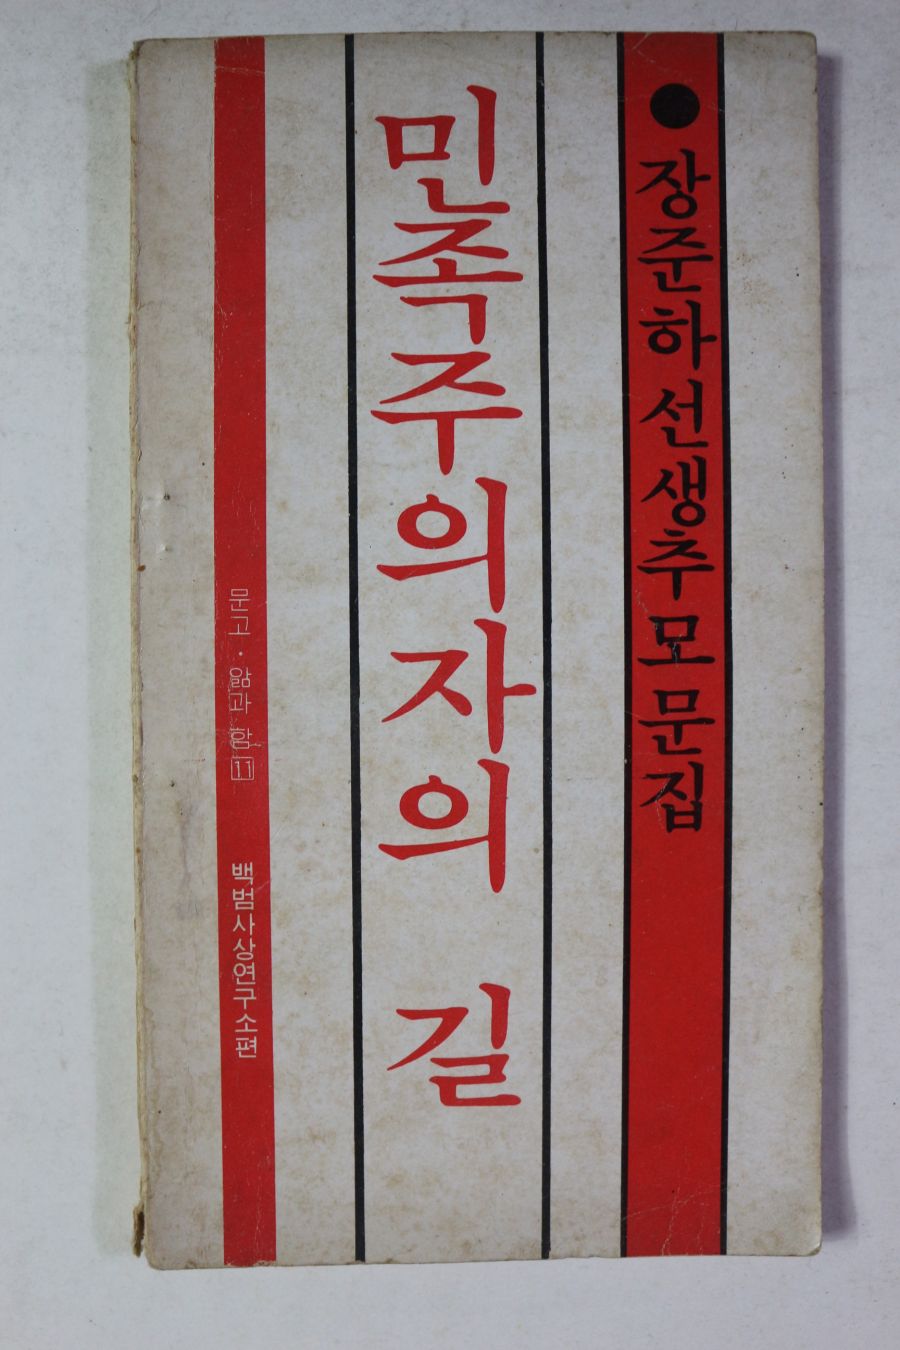 ●장준하선생추모문집
민족주의자의 길
문고·앎과 함 11
백범사상연구소편